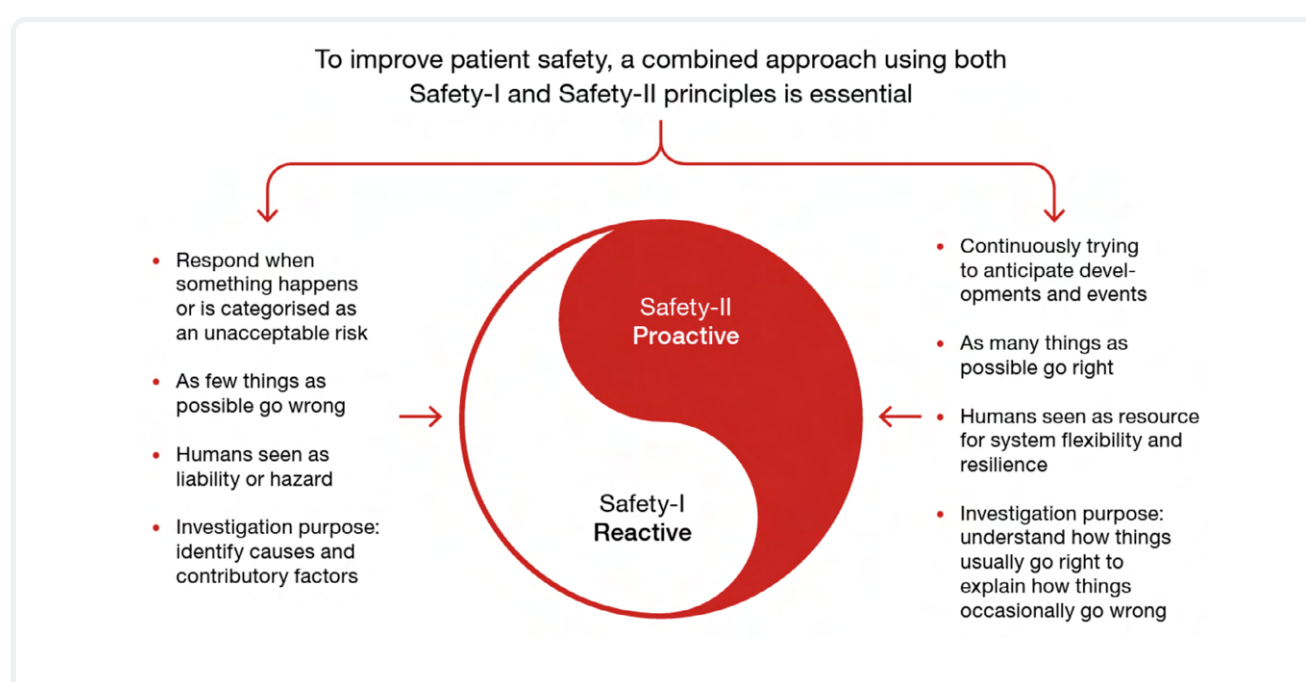 To improve patient safety, a combined approach using both
Safety-I and Safety-II principles is essential
• Respond when
something happens
or is categorised as
an unacceptable risk
• As few things as
possible go wrong
• Humans seen as
liability or hazard
• Investigation purpose:
identify causes and
contributory factors
Safety-II
Proactive
Safety-I
Reactive
• Continuously trying
to anticipate devel-
opments and events
• As many things as
possible go right
• Humans seen as resource
for system flexibility and
resilience
• Investigation purpose:
understand how things
usually go right to
explain how things
occasionally go wrong